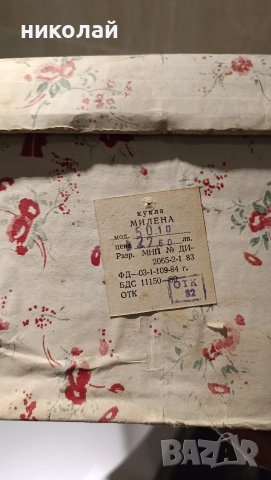 николай
кукла
МИЛЕНА
мод. 5010
цена 27.60 лв.
Разр. МНП № ДИ-
2055-2-1 83
ФД—03-1-109-84 г.
БДС 11150—
ОТК
ОТК
82
BAZAR